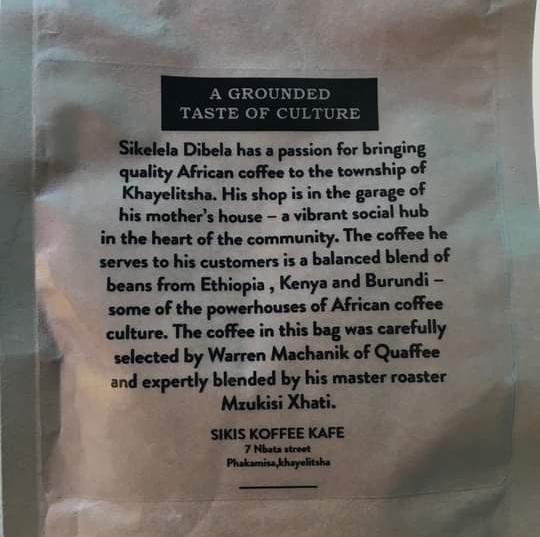 A GROUNDED
TASTE OF CULTURE
Sikelela Dibela has a passion for bringing
quality African coffee to the township of
Khayelitsha. His shop is in the garage of
his mother's house – a vibrant social hub
in the heart of the community. The coffee he
serves to his customers is a balanced blend of
beans from Ethiopia , Kenya and Burundi –
some of the powerhouses of African coffee
culture. The coffee in this bag was carefully
selected by Warren Machanik of Quaffee
and expertly blended by his master roaster
Mzukisi Xhati.
SIKIS KOFFEE KAFE
7 Nbata street
Phakamisa,khayelitsha